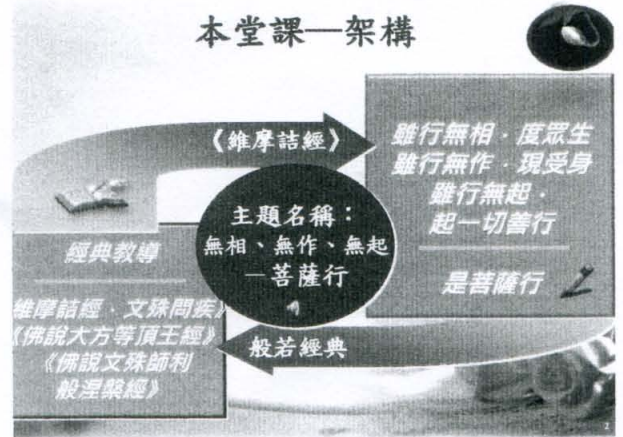 本堂課—架構
《維摩詰經》
雖行無相．度眾生
雖行無作．現受身
雖行無起．
起一切善行
是菩薩行
主題名稱：
無相、無作、無起
—菩薩行
經典教導
維摩詰經．文殊問疾》
《佛說大方等頂王經》
《佛說文殊師利
般涅槃經》
般若經典
2